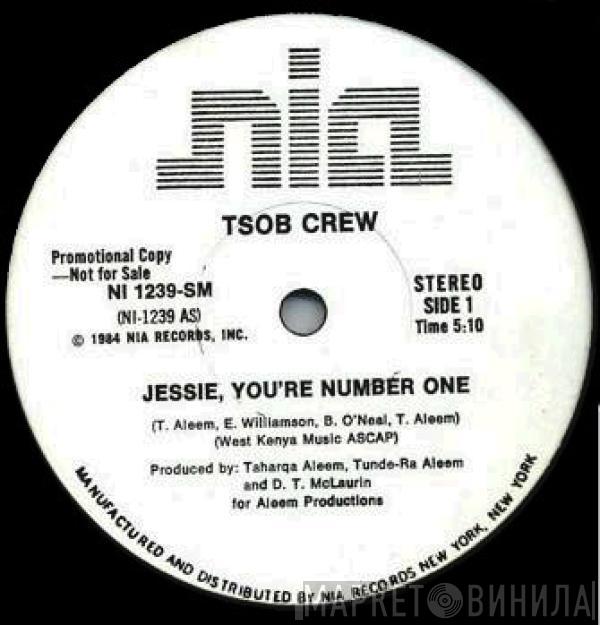 nia
TSOB CREW
Promotional Copy
—Not for Sale
NI 1239-SM
(NI-1239 AS)
© 1984 NIA RECORDS, INC.
STEREO
SIDE 1
Time 5:10
JESSIE, YOU'RE NUMBER ONE
(T. Aleem, E. Williamson, B. O'Neal, T. Aleem)
(West Kenya Music ASCAP)
Produced by: Taharqa Aleem, Tunde-Ra Aleem
and D. T. McLaurin
for Aleem Productions
MANUFACTURED AND DISTRIBUTED BY NIA RECORDS NEW YORK, NEW YORK
МАРКЕТ ВИНИЛА